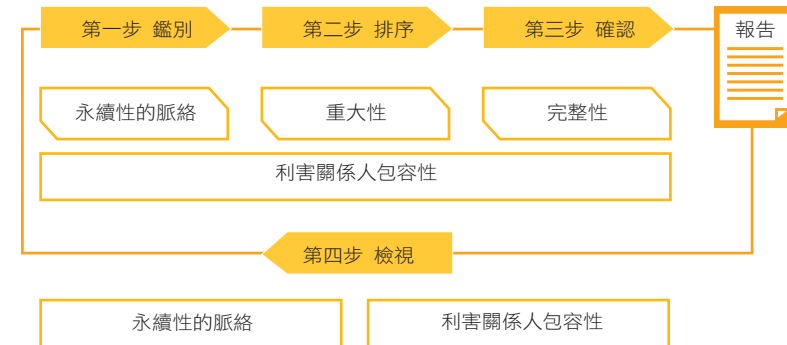 第一步 鑑別
第二步 排序
第三步 確認
報告
永續性的脈絡
重大性
完整性
利害關係人包容性
第四步 檢視
永續性的脈絡
利害關係人包容性